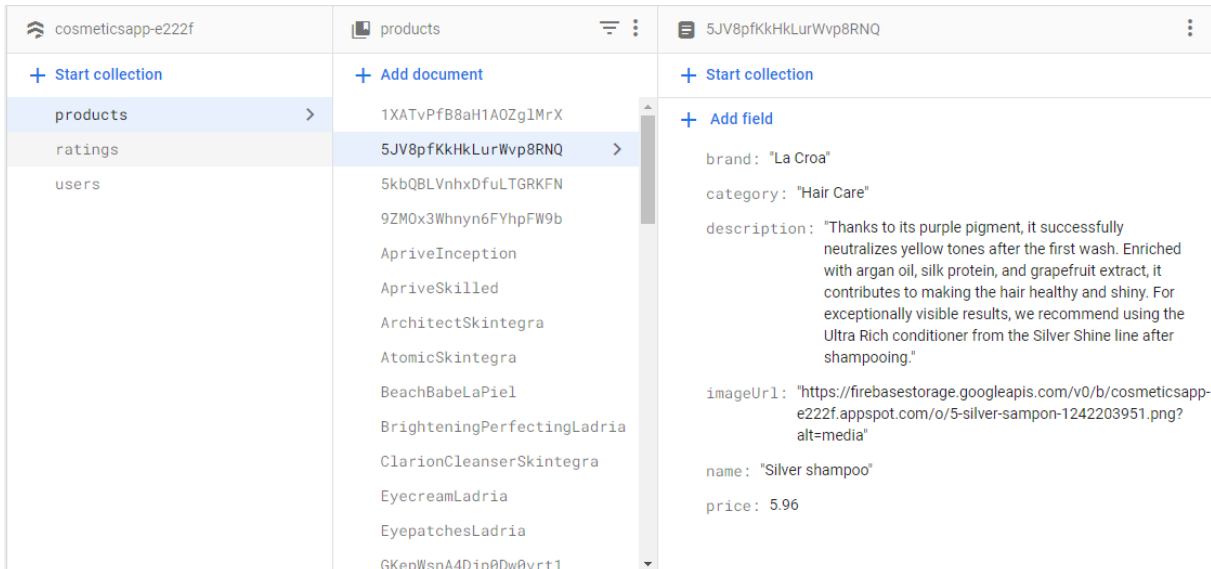 cosmeticsapp-e222f
products
5JV8pfKkHkLurWvp8RNQ
+ Start collection
+ Add document
+ Start collection
products
ratings
users
1XATvPfB8aH1AOZglMrX
5JV8pfKkHkLurWvp8RNQ
5kbQBLVnhxDfuLTGRKFN
9ZMOx3Whnyn6FYhpFW9b
ApriveInception
ApriveSkilled
ArchitectSkintegra
AtomicSkintegra
BeachBabeLaPiel
BrighteningPerfectingLadria
ClarionCleanserSkintegra
EyecreamLadria
EyepatchesLadria
+ Add field
brand: "La Croa"
category: "Hair Care"
description: "Thanks to its purple pigment, it successfully
neutralizes yellow tones after the first wash. Enriched
with argan oil, silk protein, and grapefruit extract, it
contributes to making the hair healthy and shiny. For
exceptionally visible results, we recommend using the
Ultra Rich conditioner from the Silver Shine line after
shampooing."
imageUrl: "https://firebasestorage.googleapis.com/v0/b/cosmeticsapp-
e222f.appspot.com/o/5-silver-sampon-1242203951.png?
alt=media"
name: "Silver shampoo"
price: 5.96